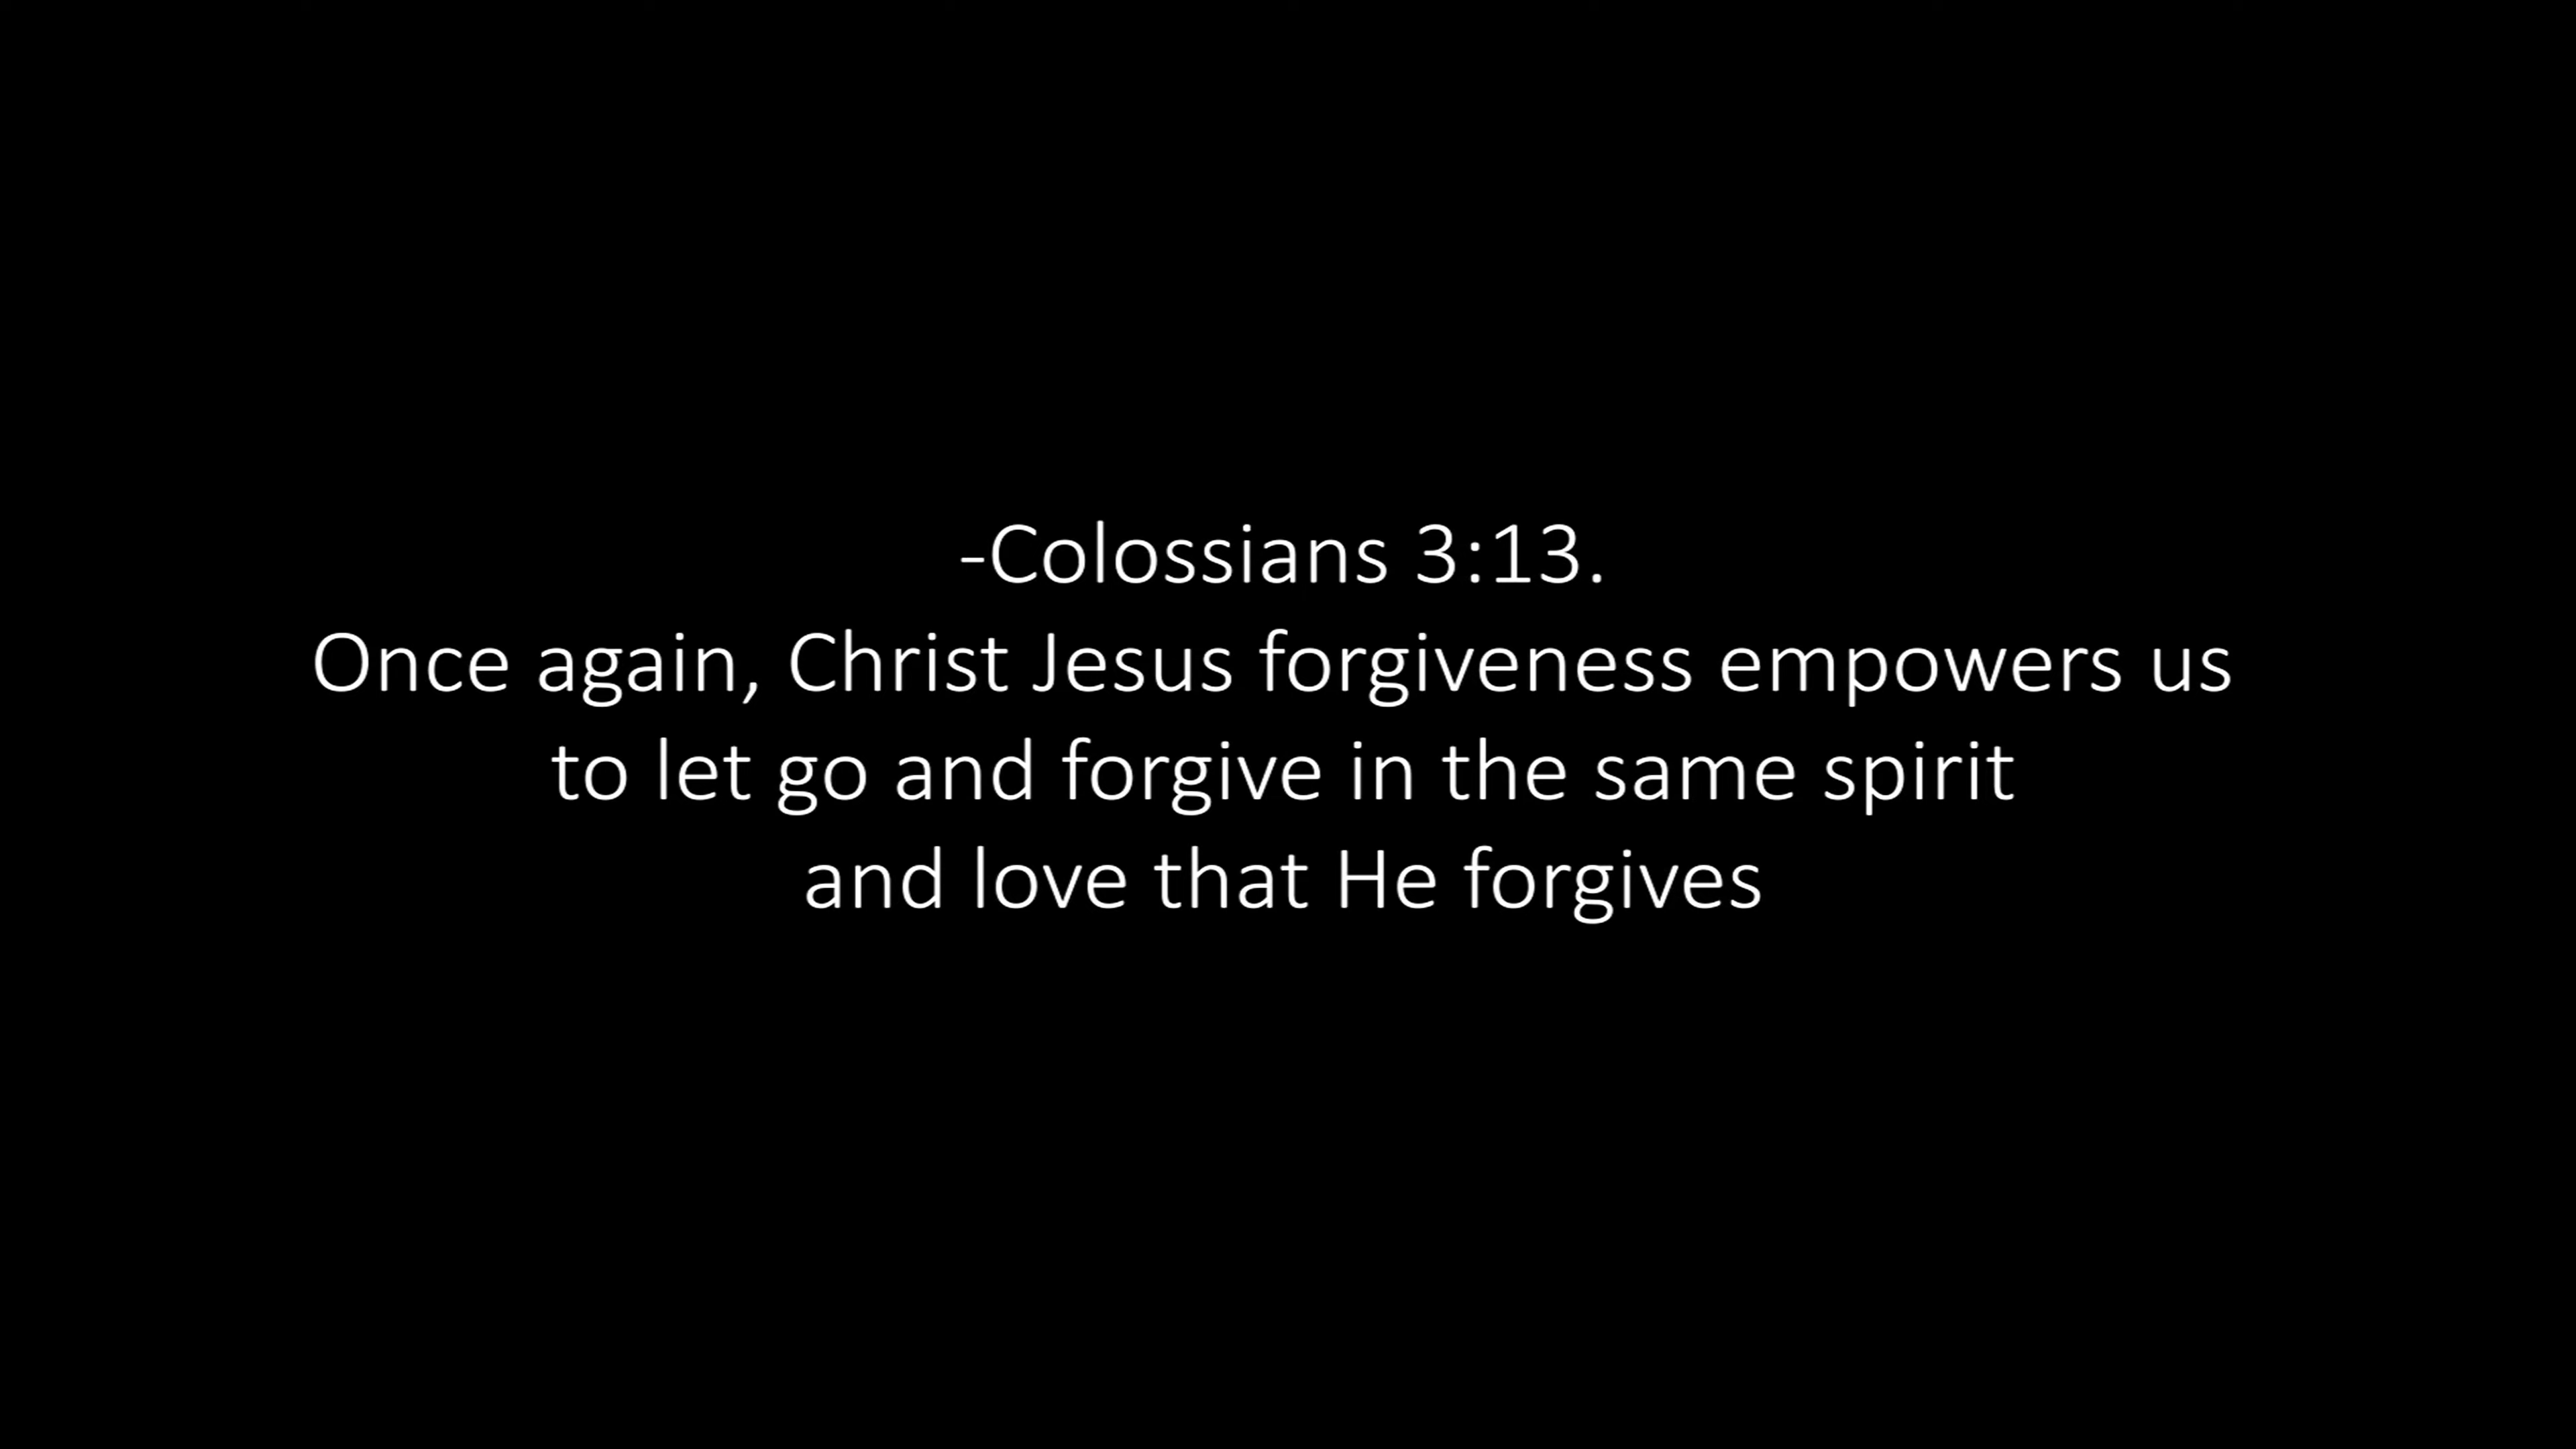 -Colossians 3:13.
Once again, Christ Jesus forgiveness empowers us
to let go and forgive in the same spirit
and love that He forgives